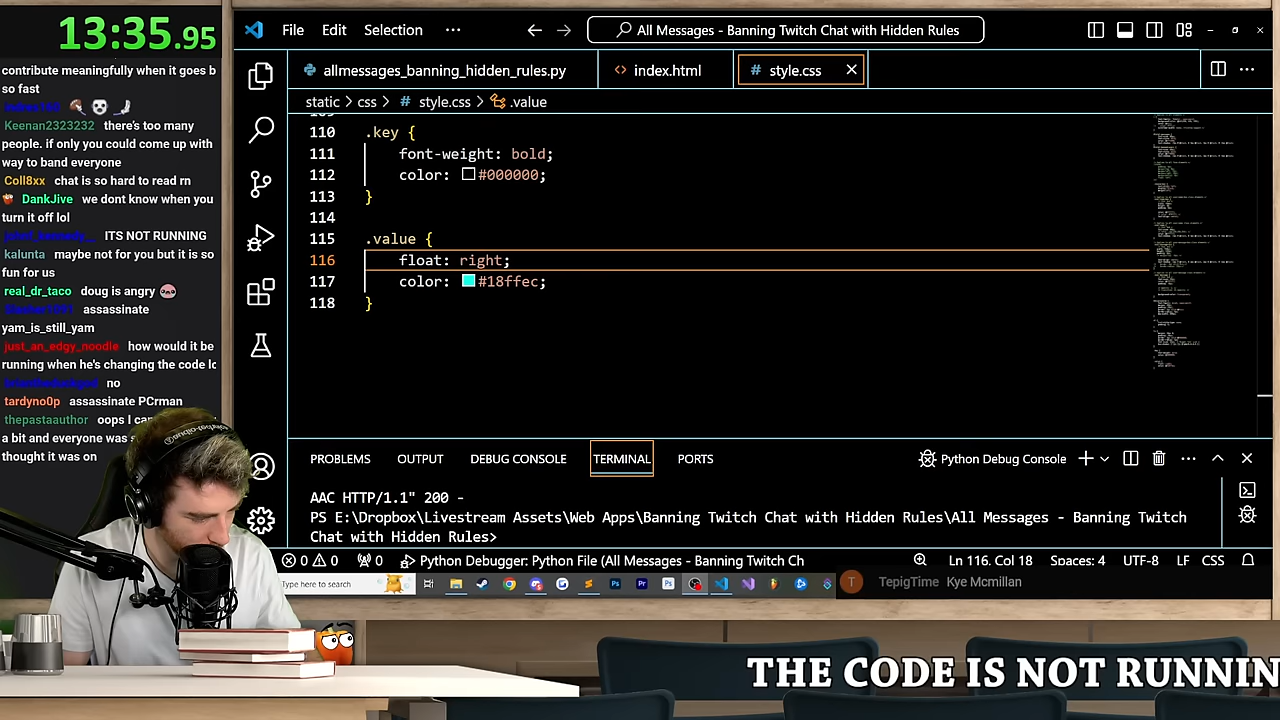 13:35.95
contribute meaningfully when it goes b
so fast
Keenan2323232 there's too many
people. if only you could come up with
way to band everyone
Coll8xx chat is so hard to read rn
DankJive we dont know when you
turn it off lol
ITS NOT RUNNING
kalunta maybe not for you but it is so
fun for us
real_dr_taco doug is angry
assassinate
yam_is_still_yam
just_an_edgy_noodle how would it be
running when he's changing the code lo
no
tardyno0p assassinate PCrman
thepastaauthor oops I
a bit and everyone was
thought it was on
File Edit Selection ···
All Messages - Banning Twitch Chat with Hidden Rules
allmessages_banning_hidden_rules.py
<> index.html
# style.css
static > css > # style.css > .value
110 .key {
111 font-weight: bold;
112 color: #000000;
113 }
114
115 .value {
116 float: right;
117 color: #18ffec;
118 }
PROBLEMS OUTPUT DEBUG CONSOLE TERMINAL PORTS
Python Debug Console
AAC HTTP/1.1" 200 -
PS E:\Dropbox\Livestream Assets\Web Apps\Banning Twitch Chat with Hidden Rules\All Messages - Banning Twitch
Chat with Hidden Rules>
0 0 0 Python Debugger: Python File (All Messages - Banning Twitch Ch
Ln 116, Col 18 Spaces: 4 UTF-8 LF CSS
Type here to search
T TepigTime Kye Mcmillan
THE CODE IS NOT RUNNIN